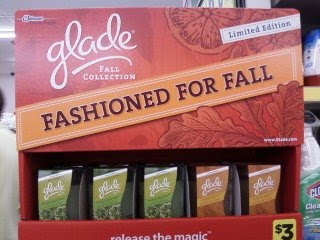 Limited Edition
glade
FALL
COLLECTION
FASHIONED FOR FALL
www.Glade.com
glade
glade
glade
glade
glade
release the magic
$3